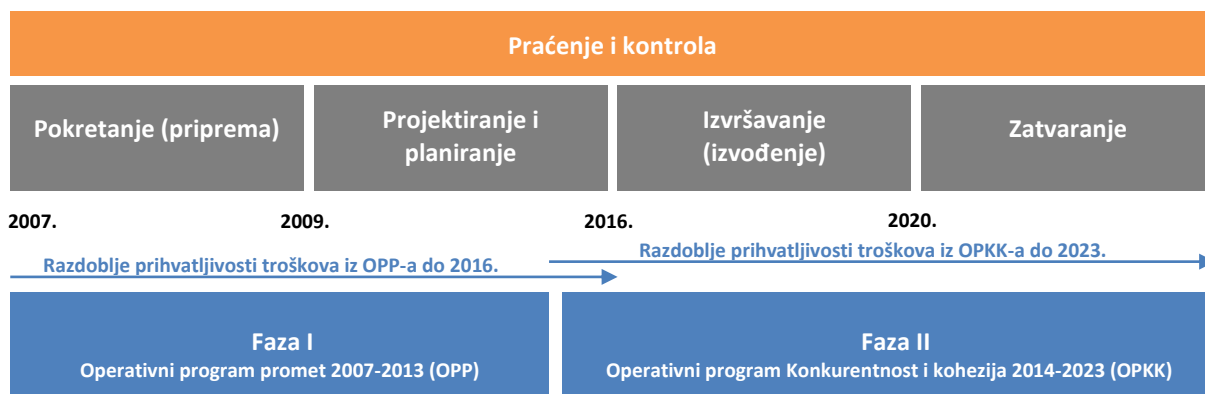 Praćenje i kontrola
Pokretanje (priprema)
Projektiranje i
planiranje
Izvršavanje
(izvođenje)
Zatvaranje
2007.
2009.
2016.
2020.
Razdoblje prihvatljivosti troškova iz OPP-a do 2016.
Razdoblje prihvatljivosti troškova iz OPKK-a do 2023.
Faza I
Operativni program promet 2007-2013 (OPP)
Faza II
Operativni program Konkurentnost i kohezija 2014-2023 (OPKK)